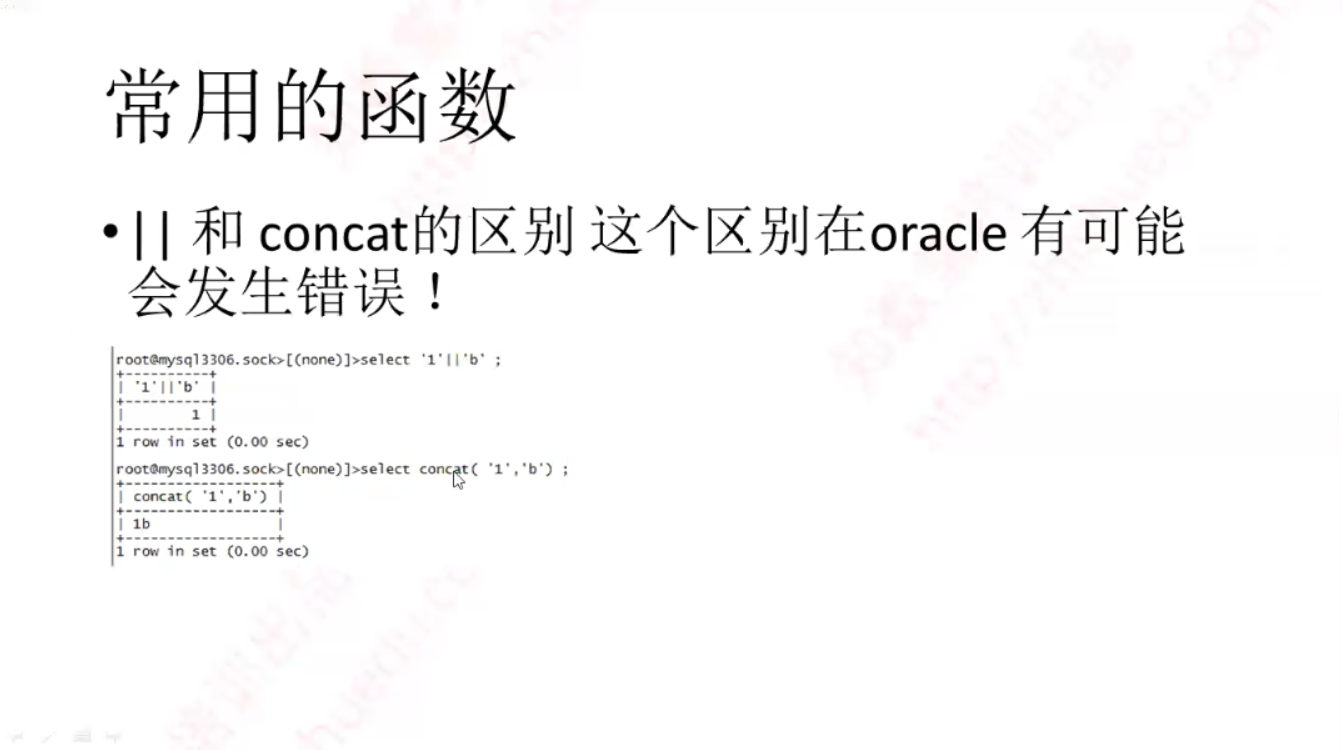 常用的函数
•|| 和 concat的区别 这个区别在oracle 有可能
会发生错误！
root@mysql3306.sock>[(none)]>select '1'||'b' ;
+----------+
| '1'||'b' |
+----------+
|        1 |
+----------+
1 row in set (0.00 sec)
root@mysql3306.sock>[(none)]>select concat( '1','b') ;
+------------------+
| concat( '1','b') |
+------------------+
| 1b               |
+------------------+
1 row in set (0.00 sec)